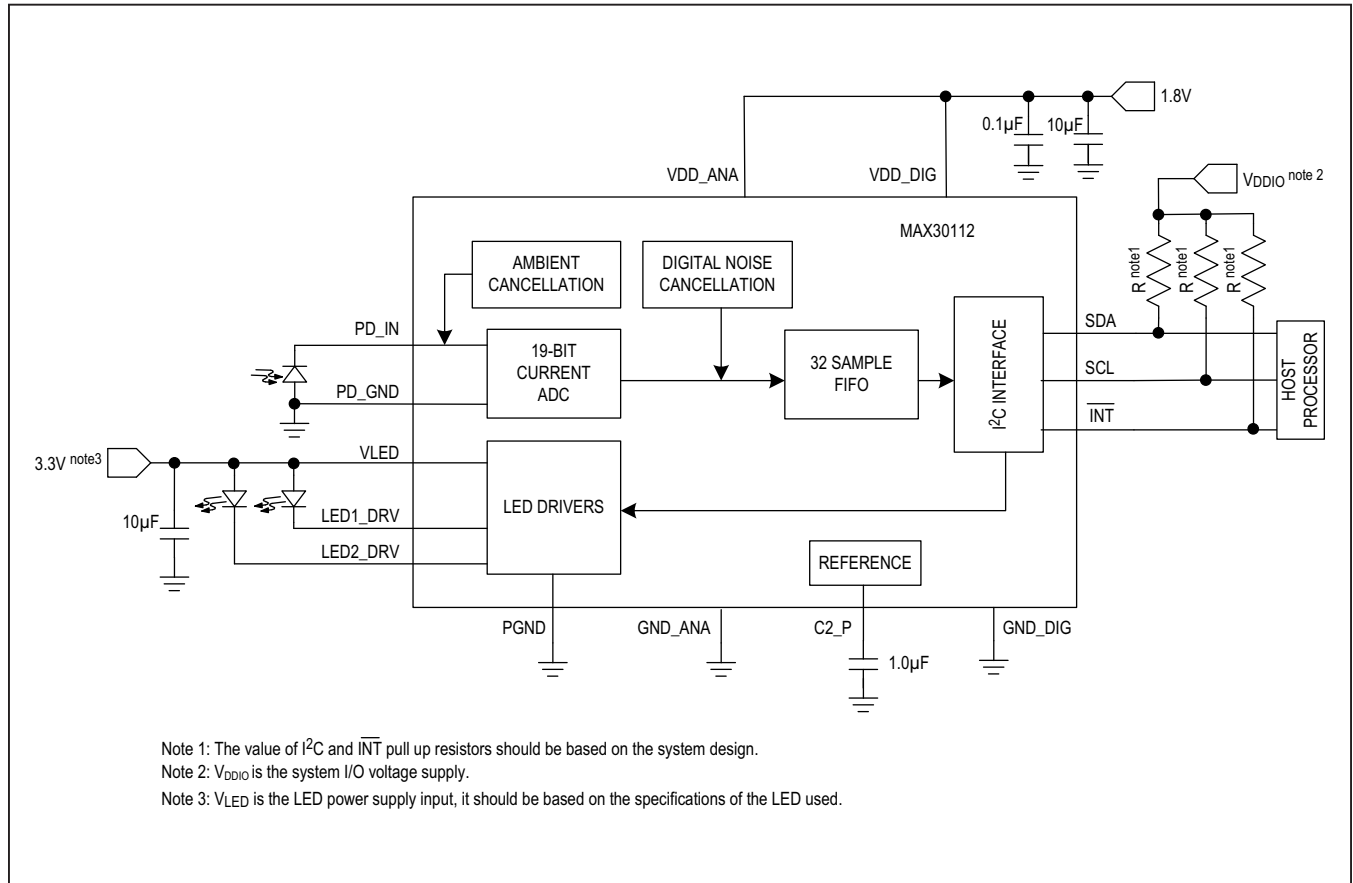 1.8V
0.1µF
10µF
VDD_ANA
VDD_DIG
VDDIO note 2
MAX30112
AMBIENT
CANCELLATION
DIGITAL NOISE
CANCELLATION
R note1
R note1
R note1
PD_IN
19-BIT
CURRENT
ADC
32 SAMPLE
FIFO
I2C INTERFACE
SDA
SCL
INT
HOST
PROCESSOR
PD_GND
3.3V note3
VLED
10µF
LED DRIVERS
LED1_DRV
LED2_DRV
REFERENCE
PGND
GND_ANA
C2_P
GND_DIG
1.0µF
Note 1: The value of I2C and INT pull up resistors should be based on the system design.
Note 2: VDDIO is the system I/O voltage supply.
Note 3: VLED is the LED power supply input, it should be based on the specifications of the LED used.